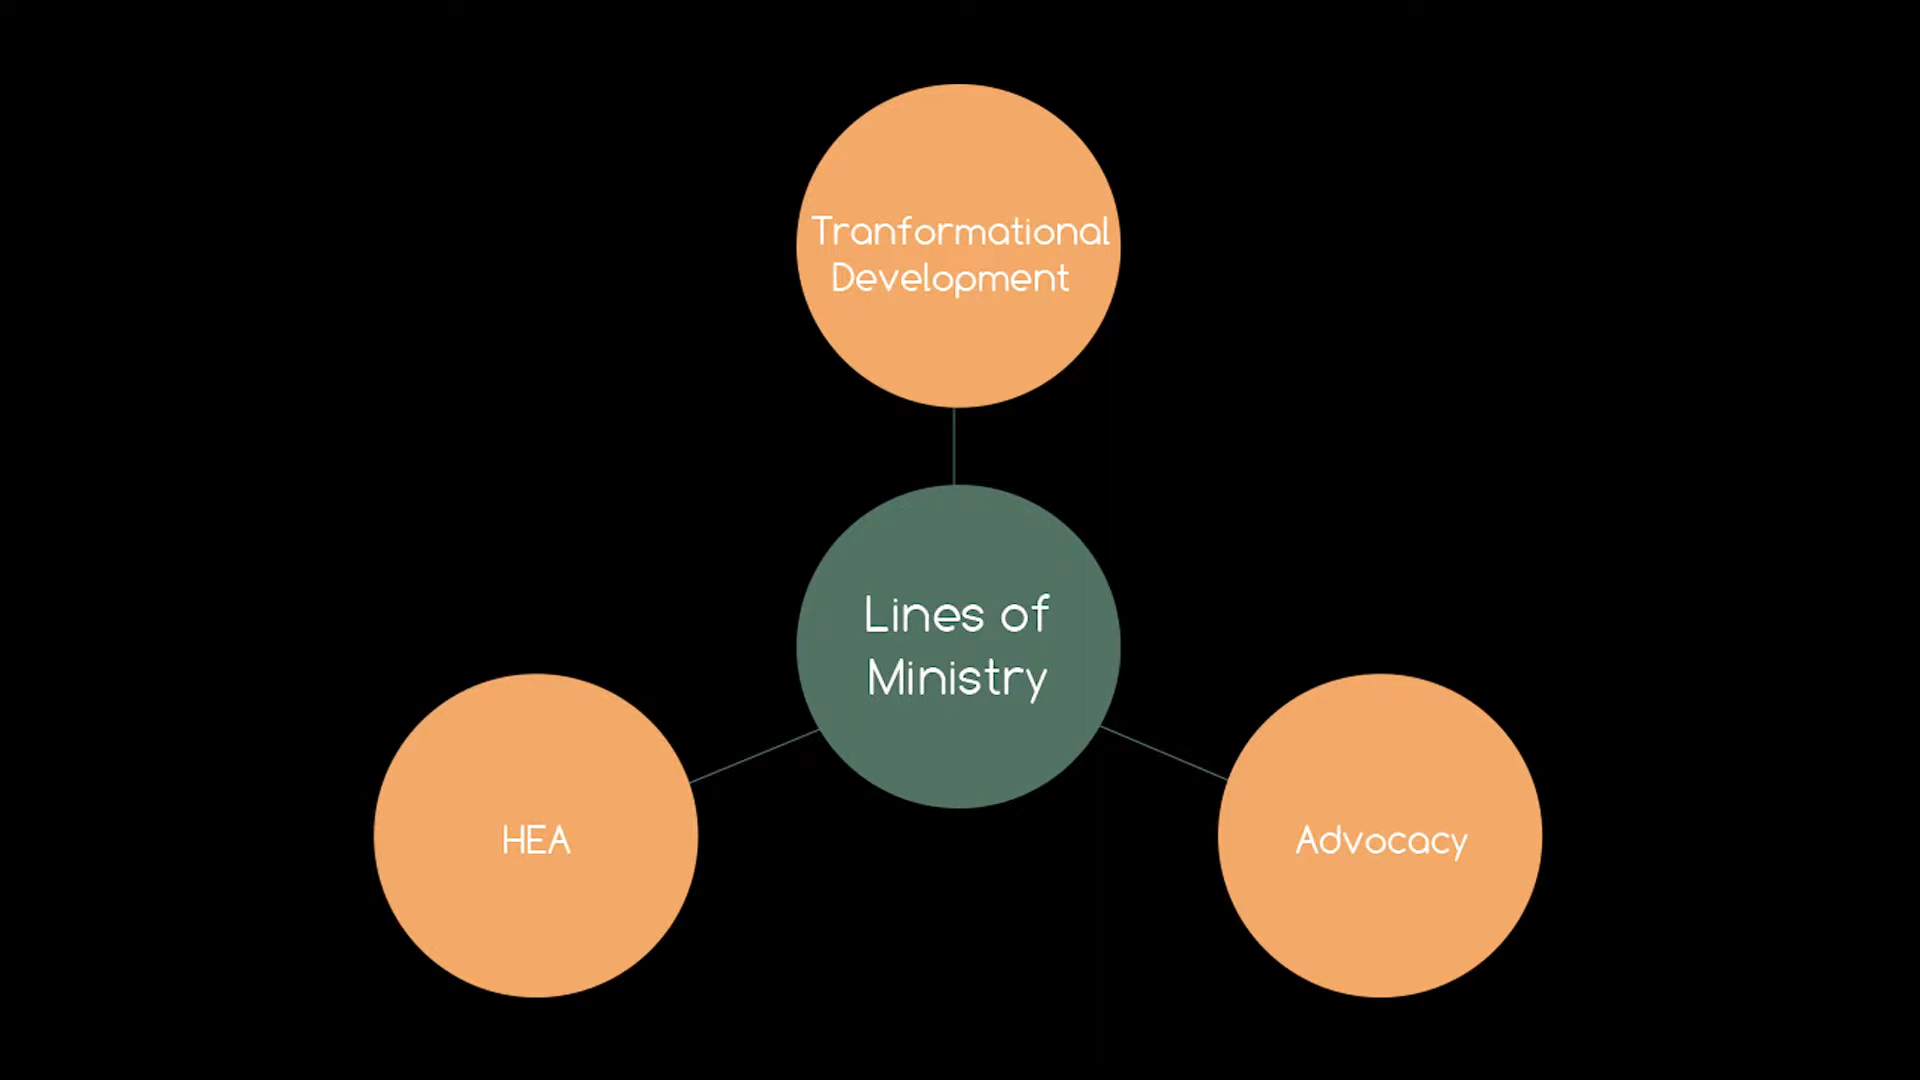 Tranformational
Development
Lines of
Ministry
HEA
Advocacy